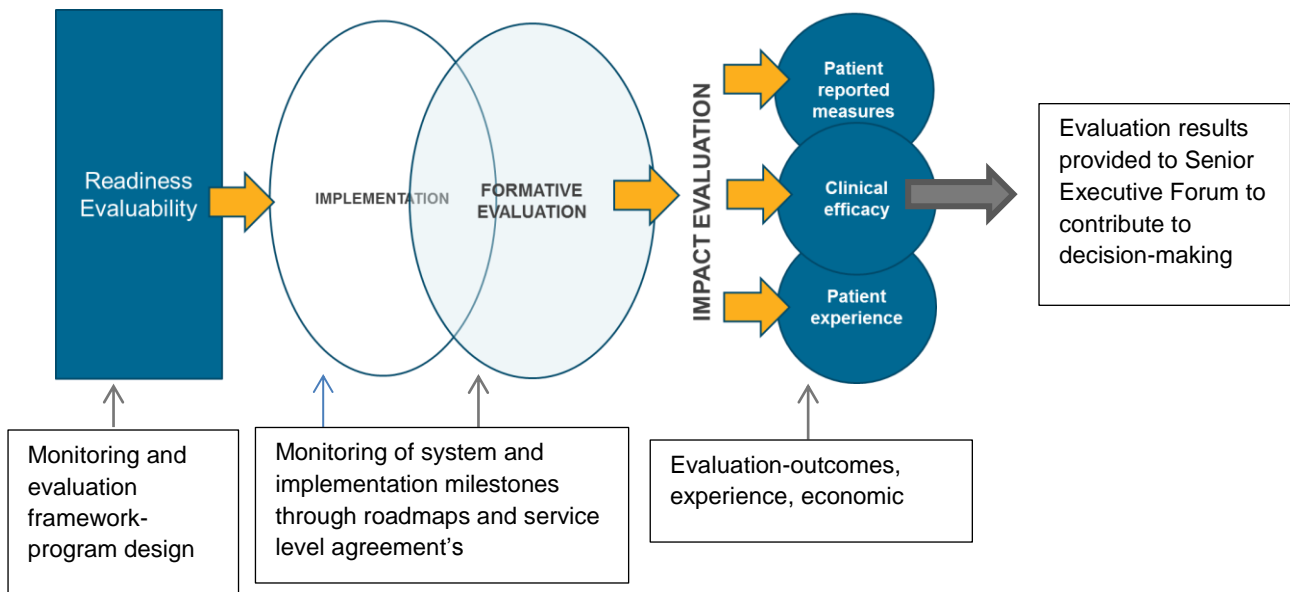 Readiness
Evaluability
IMPLEMENTATION
FORMATIVE
EVALUATION
IMPACT EVALUATION
Patient
reported
measures
Clinical
efficacy
Patient
experience
Evaluation results
provided to Senior
Executive Forum to
contribute to
decision-making
Monitoring and
evaluation
framework-
program design
Monitoring of system and
implementation milestones
through roadmaps and service
level agreement’s
Evaluation-outcomes,
experience, economic